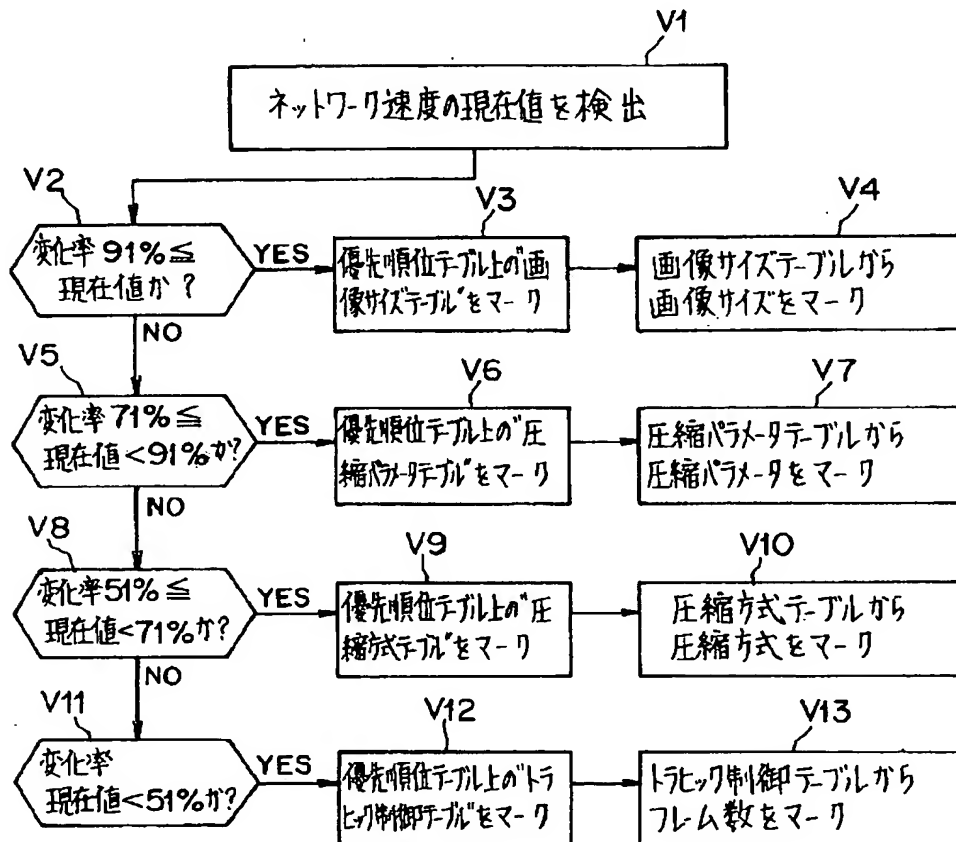 V1
ネットワーク速度の現在値を検出
V2
変化率 91%≦
現在値か?
YES
V3
優先順位テーブル上の画
像サイズテーブルをマーク
V4
画像サイズテーブルから
画像サイズをマーク
NO
V5
変化率 71%≦
現在値<91%か?
YES
V6
優先順位テーブル上の圧
縮パラメータテーブルをマーク
V7
圧縮パラメータテーブルから
圧縮パラメータをマーク
NO
V8
変化率51%≦
現在値<71%か?
YES
V9
優先順位テーブル上の圧
縮方式テーブルをマーク
V10
圧縮方式テーブルから
圧縮方式をマーク
NO
V11
変化率
現在値<51%か?
YES
V12
優先順位テーブル上のトラ
ヒック制御テーブルをマーク
V13
トラヒック制御テーブルから
フレーム数をマーク